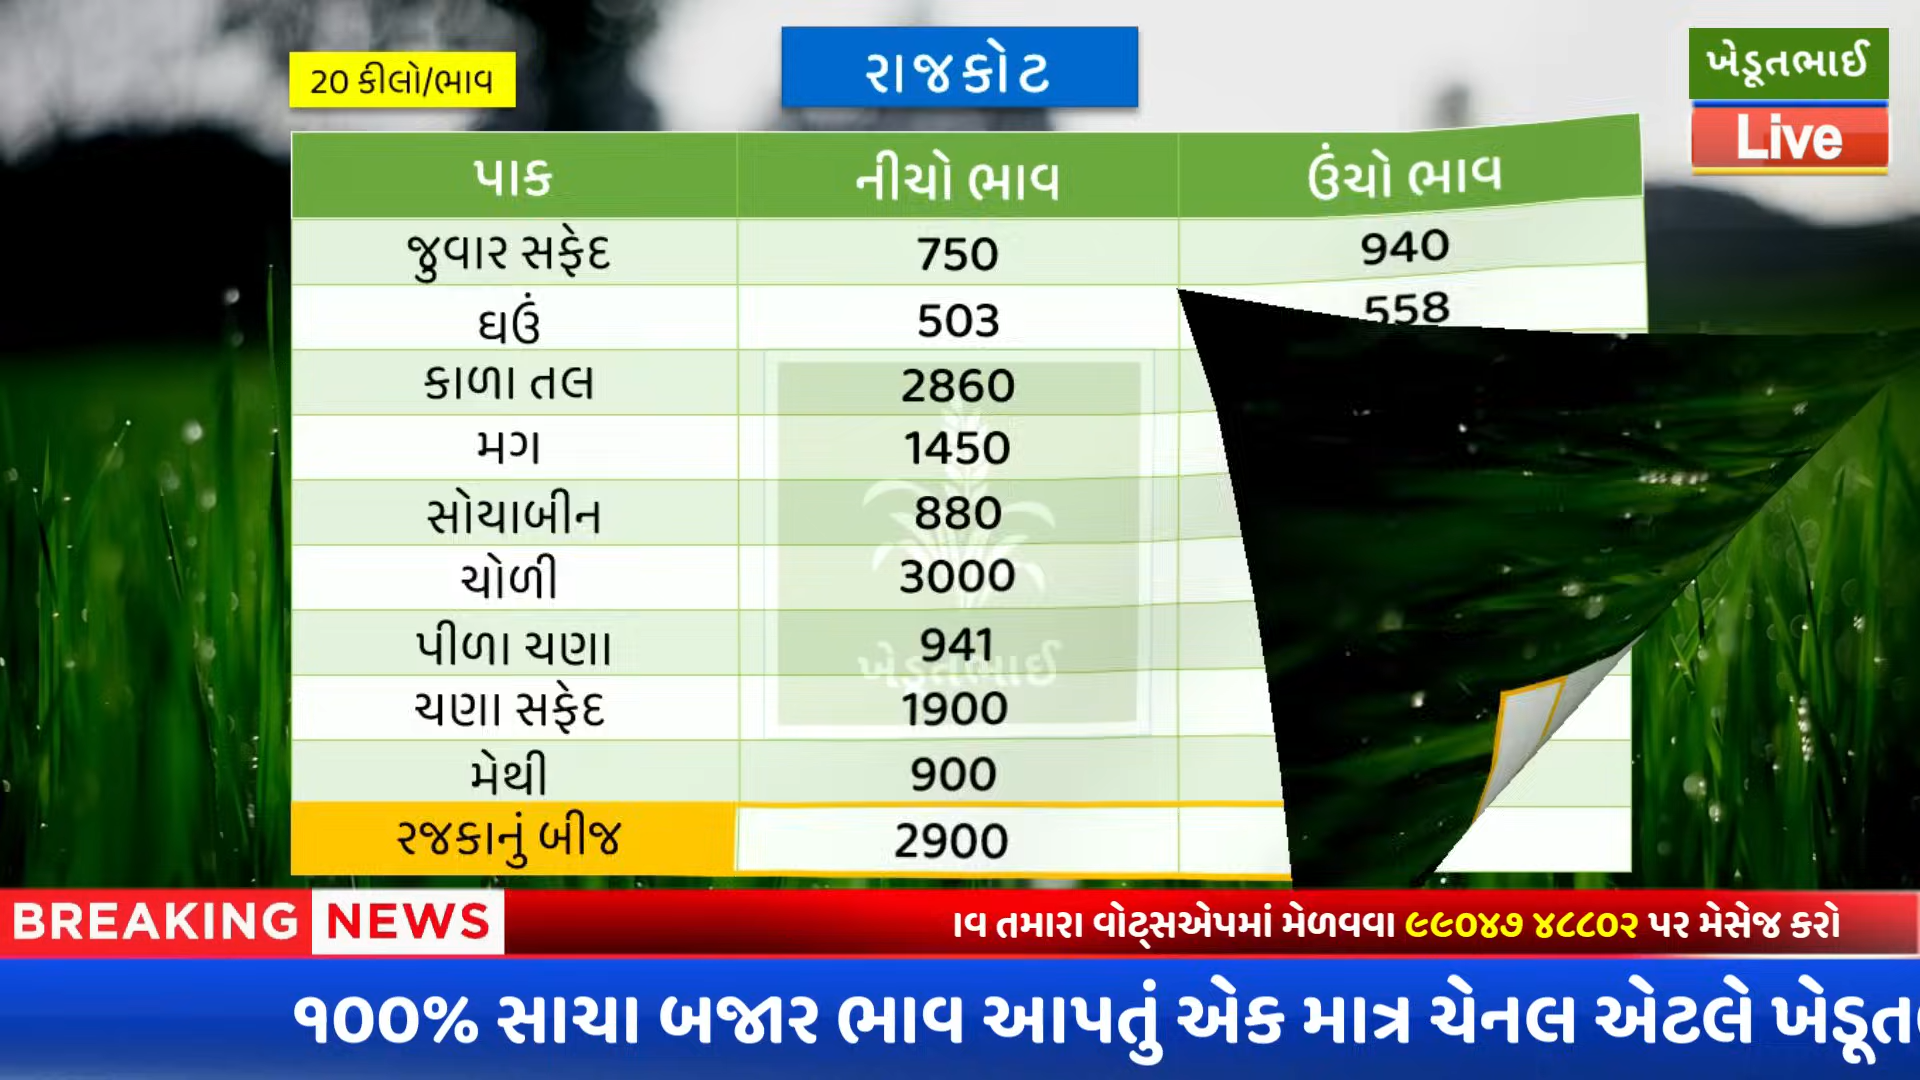 20 કીલો/ભાવ
રાજકોટ
ખેડૂતભાઈ
Live
પાક નીચો ભાવ ઉંચો ભાવ
જુવાર સફેદ 750 940
ઘઉં 503 558
કાળા તલ 2860
મગ 1450
સોયાબીન 880
ચોળી 3000
પીળા ચણા 941
ચણા સફેદ 1900
મેથી 900
રજકાનું બીજ 2900
ખેડૂતભાઈ
BREAKING NEWS
તમારા વોટ્સએપમાં મેળવવા ૯૯૦૪૭ ૪૮૮૦૨ પર મેસેજ કરો
૧૦૦% સાચા બજાર ભાવ આપતું એક માત્ર ચેનલ એટલે